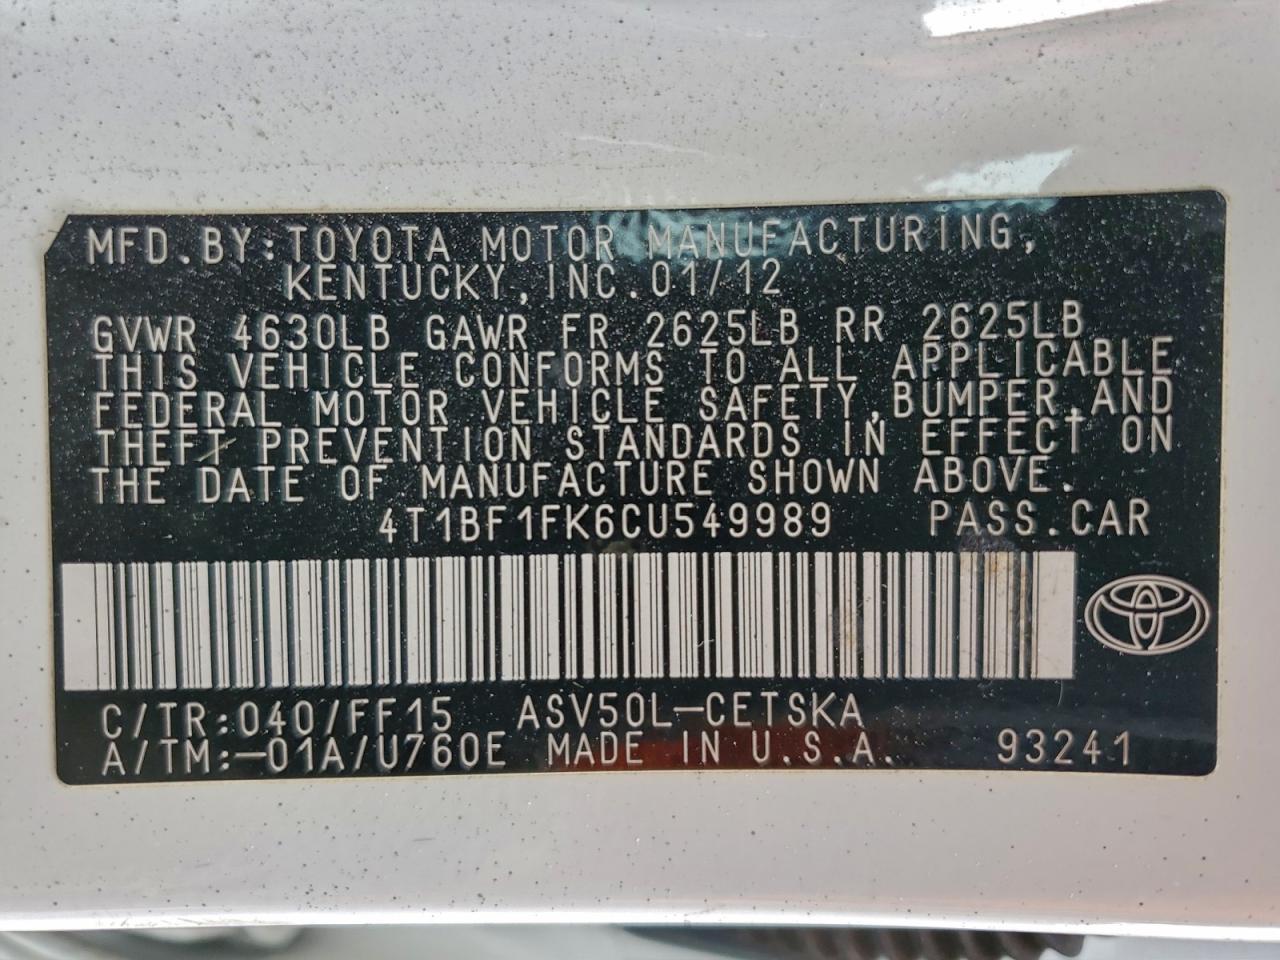 MFD.BY:TOYOTA MOTOR MANUFACTURING,
KENTUCKY,INC.01/12
GVWR 4630LB GAWR FR 2625LB RR 2625LB
THIS VEHICLE CONFORMS TO ALL APPLICABLE
FEDERAL MOTOR VEHICLE SAFETY,BUMPER,AND
THEFT PREVENTION STANDARDS IN EFFECT ON
THE DATE OF MANUFACTURE SHOWN ABOVE.
4T1BF1FK6CU549989 PASS.CAR
C/TR:040/FF15 ASV50L-CETSKA
A/TM:-01A/U760E MADE IN U.S.A. 93241